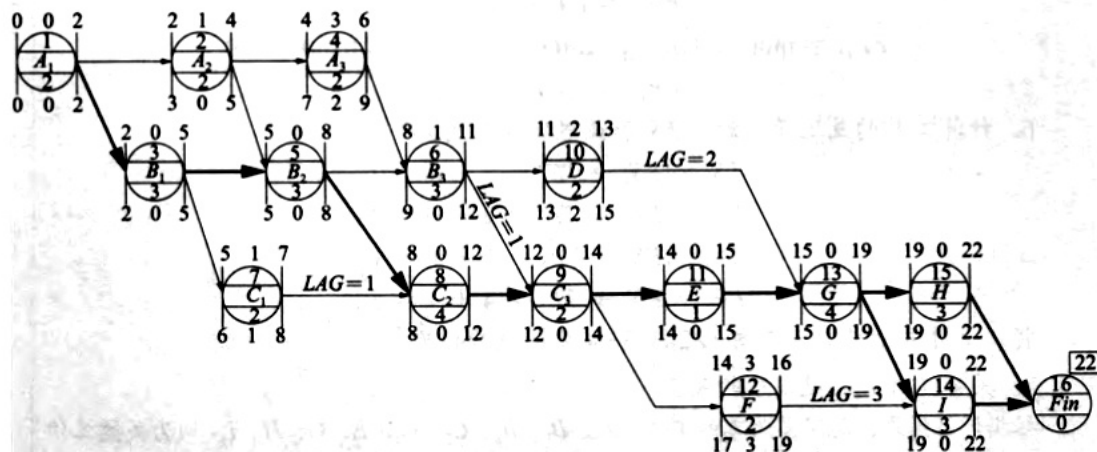 0 0 2
1
A₁
2
0 0 2
2 1 4
2
A₂
2
3 0 5
4 3 6
4
A₃
2
7 2 9
2 0 5
3
B₁
3
2 0 5
5 0 8
5
B₂
3
5 0 8
8 1 11
6
B₃
3
9 0 12
11 2 13
10
D
2
13 2 15
LAG=2
LAG=1
5 1 7
7
C₁
2
6 1 8
LAG=1
8 0 12
8
C₂
4
8 0 12
12 0 14
9
C₃
2
12 0 14
14 0 15
11
E
1
14 0 15
15 0 19
13
G
4
15 0 19
19 0 22
15
H
3
19 0 22
14 3 16
12
F
2
17 3 19
LAG=3
19 0 22
14
I
3
19 0 22
22
16
Fin
0